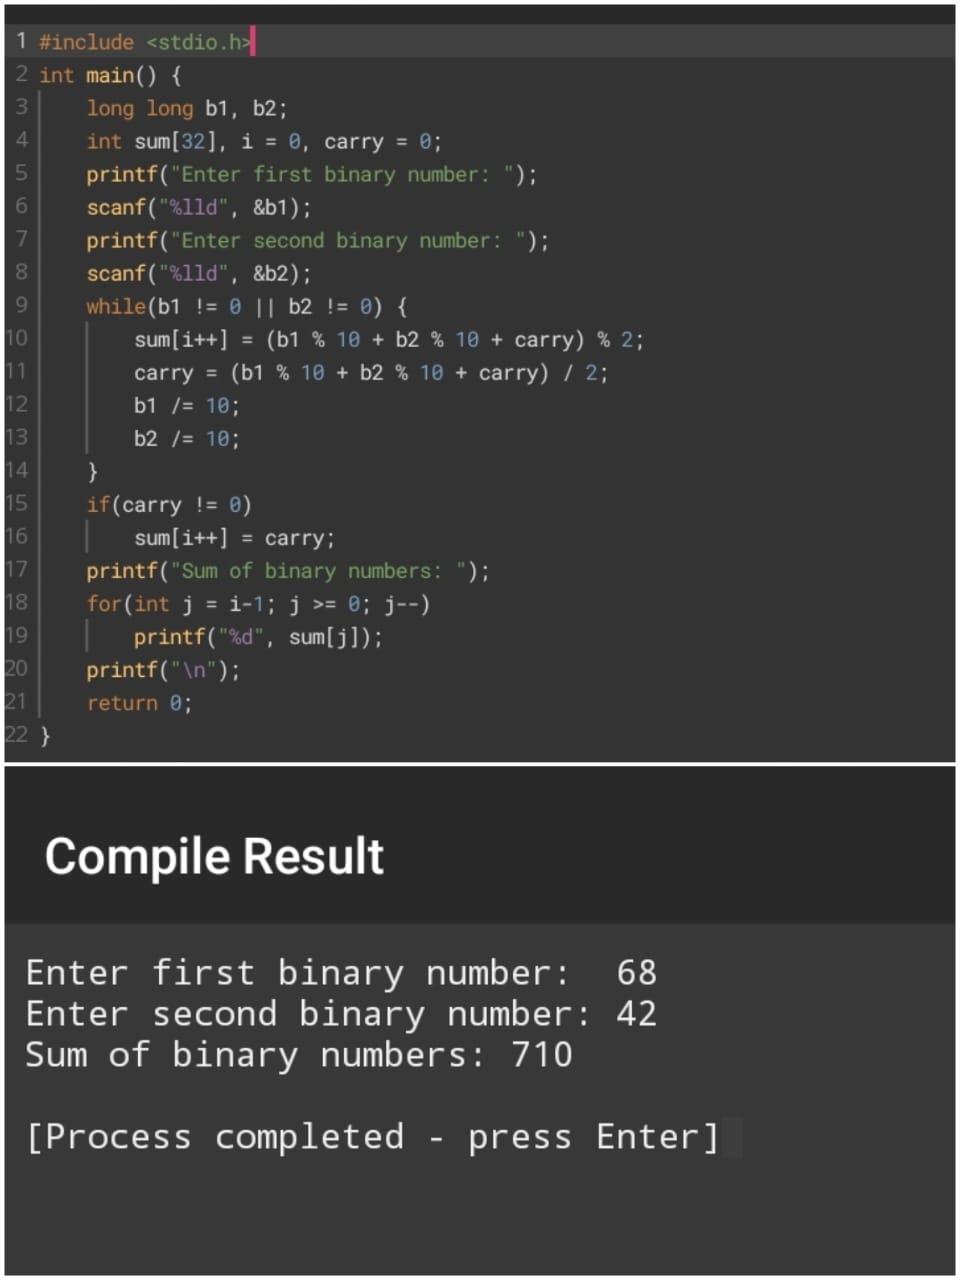 1 #include <stdio.h>
2 int main() {
3 long long b1, b2;
4 int sum[32], i = 0, carry = 0;
5 printf("Enter first binary number: ");
6 scanf("%lld", &b1);
7 printf("Enter second binary number: ");
8 scanf("%lld", &b2);
9 while(b1 != 0 || b2 != 0) {
10 sum[i++] = (b1 % 10 + b2 % 10 + carry) % 2;
11 carry = (b1 % 10 + b2 % 10 + carry) / 2;
12 b1 /= 10;
13 b2 /= 10;
14 }
15 if(carry != 0)
16 sum[i++] = carry;
17 printf("Sum of binary numbers: ");
18 for(int j = i-1; j >= 0; j--)
19 printf("%d", sum[j]);
20 printf("\n");
21 return 0;
22 }
Compile Result
Enter first binary number: 68
Enter second binary number: 42
Sum of binary numbers: 710
[Process completed - press Enter]